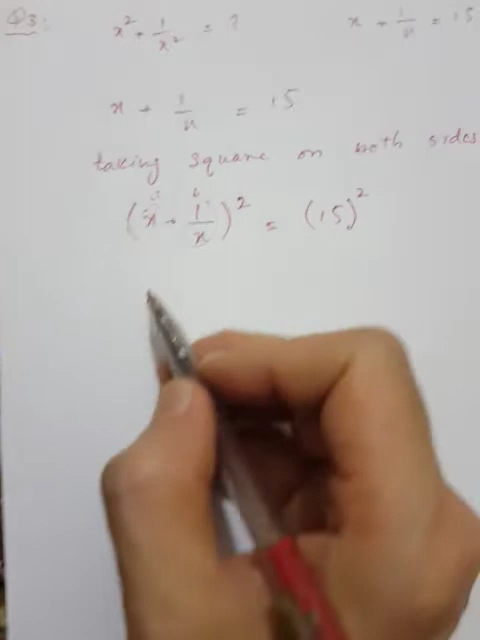 Q3: x² + 1/x² = ? x + 1/x = 15
x + 1/x = 15
taking square on both sides
a b
(x + 1/x)² = (15)²